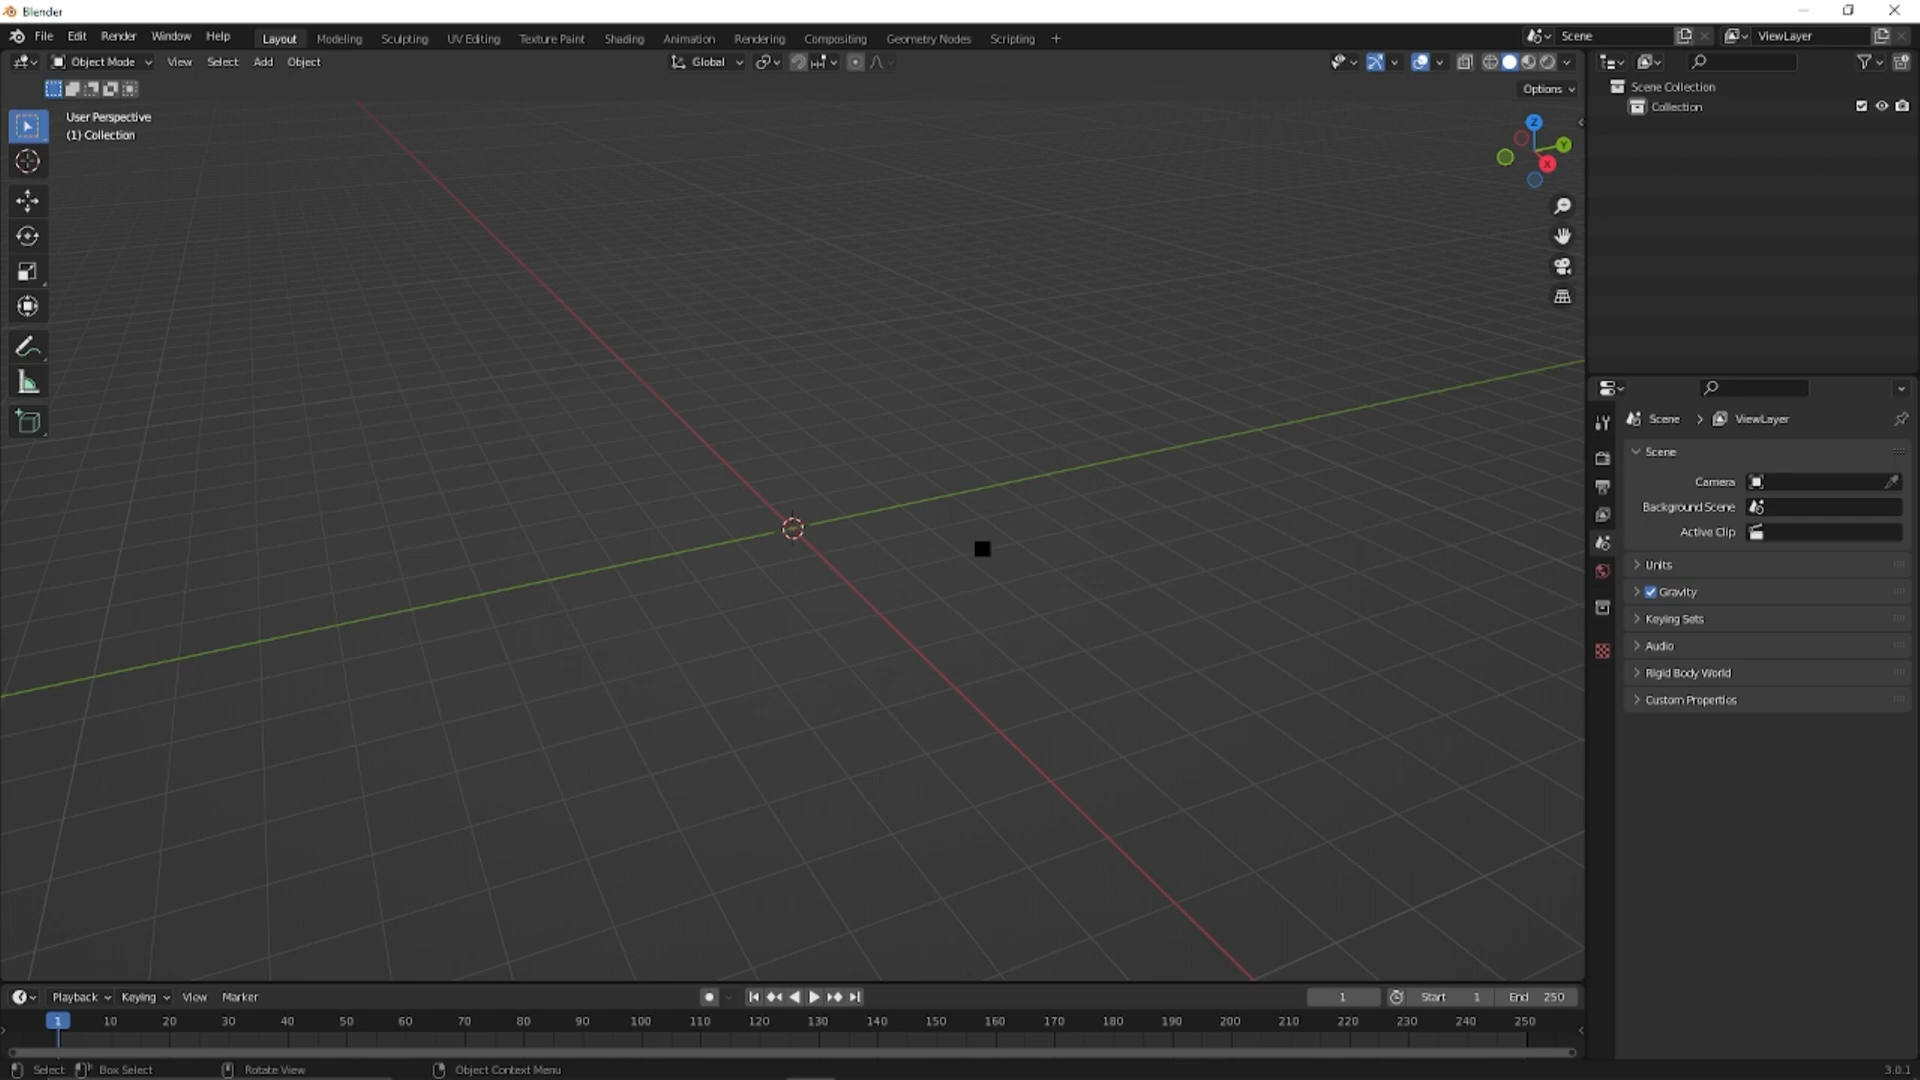 Blender
File Edit Render Window Help Layout Modeling Sculpting UV Editing Texture Paint Shading Animation Rendering Compositing Geometry Nodes Scripting + Scene ViewLayer
Object Mode View Select Add Object Global
Options
User Perspective
(1) Collection
Z
Y
X
Scene Collection
Collection
Scene > ViewLayer
Scene
Camera
Background Scene
Active Clip
Units
Gravity
Keying Sets
Audio
Rigid Body World
Custom Properties
Playback Keying View Marker 1 Start 1 End 250
1 10 20 30 40 50 60 70 80 90 100 110 120 130 140 150 160 170 180 190 200 210 220 230 240 250
Select Box Select Rotate View Object Context Menu 3.0.1